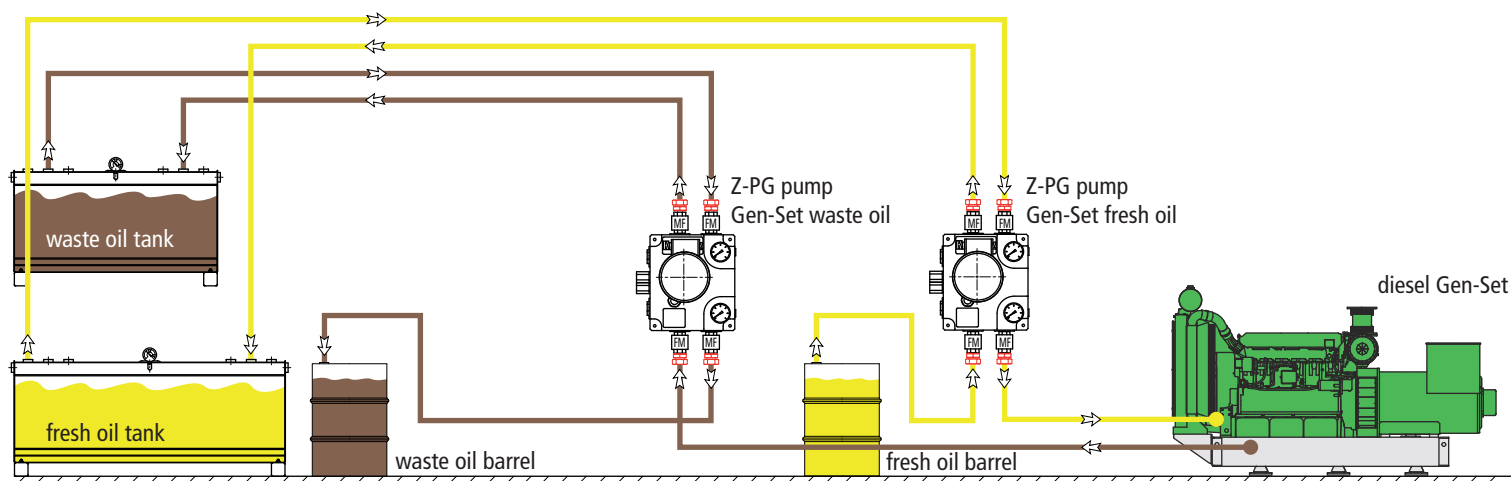 Z-PG pump
Gen-Set waste oil
Z-PG pump
Gen-Set fresh oil
MF
FM
MF
FM
waste oil tank
diesel Gen-Set
FM
MF
FM
MF
fresh oil tank
waste oil barrel
fresh oil barrel